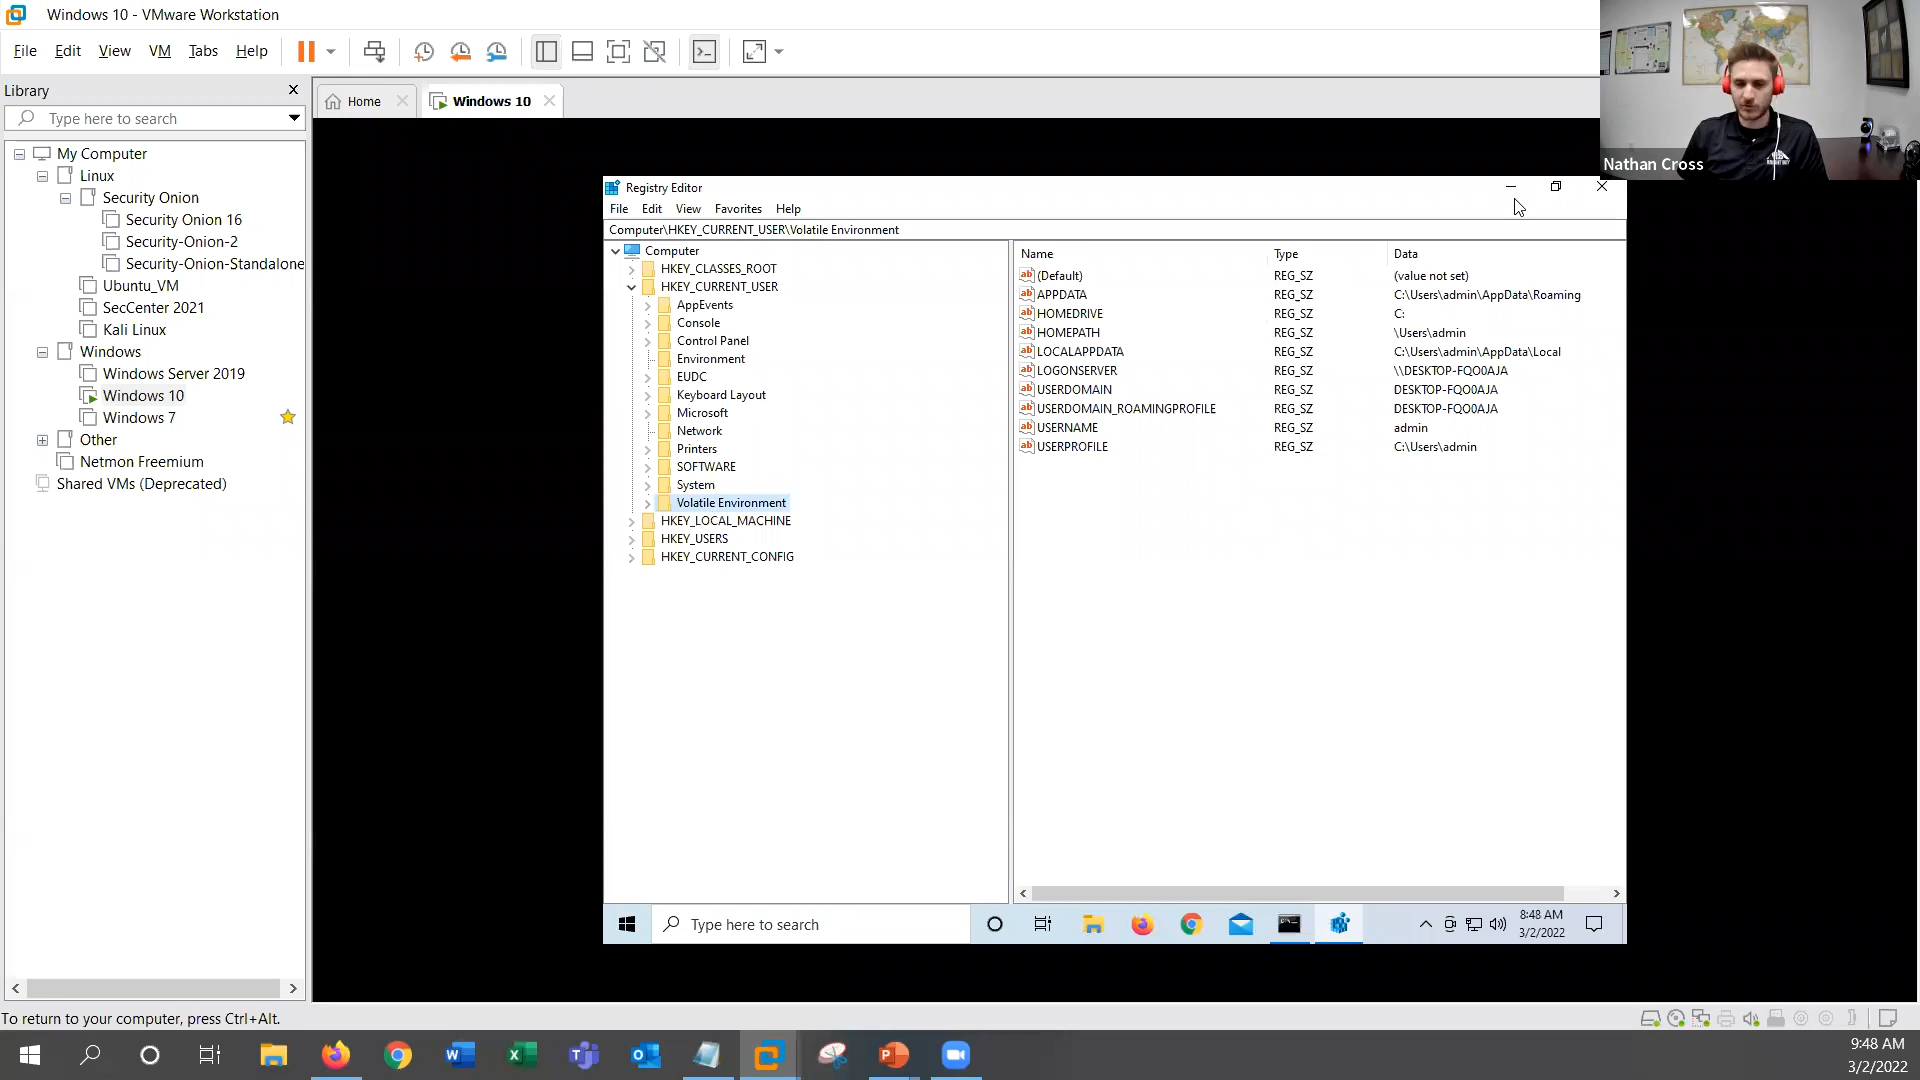 Windows 10 - VMware Workstation
File Edit View VM Tabs Help
Library
Type here to search
My Computer
Linux
Security Onion
Security Onion 16
Security-Onion-2
Security-Onion-Standalone
Ubuntu_VM
SecCenter 2021
Kali Linux
Windows
Windows Server 2019
Windows 10
Windows 7
Other
Netmon Freemium
Shared VMs (Deprecated)
Home
Windows 10
Nathan Cross
Registry Editor
File Edit View Favorites Help
Computer\HKEY_CURRENT_USER\Volatile Environment
Computer
HKEY_CLASSES_ROOT
HKEY_CURRENT_USER
AppEvents
Console
Control Panel
Environment
EUDC
Keyboard Layout
Microsoft
Network
Printers
SOFTWARE
System
Volatile Environment
HKEY_LOCAL_MACHINE
HKEY_USERS
HKEY_CURRENT_CONFIG
Name Type Data
(Default) REG_SZ (value not set)
APPDATA REG_SZ C:\Users\admin\AppData\Roaming
HOMEDRIVE REG_SZ C:
HOMEPATH REG_SZ \Users\admin
LOCALAPPDATA REG_SZ C:\Users\admin\AppData\Local
LOGONSERVER REG_SZ \\DESKTOP-FQO0AJA
USERDOMAIN REG_SZ DESKTOP-FQO0AJA
USERDOMAIN_ROAMINGPROFILE REG_SZ DESKTOP-FQO0AJA
USERNAME REG_SZ admin
USERPROFILE REG_SZ C:\Users\admin
Type here to search
8:48 AM
3/2/2022
To return to your computer, press Ctrl+Alt.
9:48 AM
3/2/2022